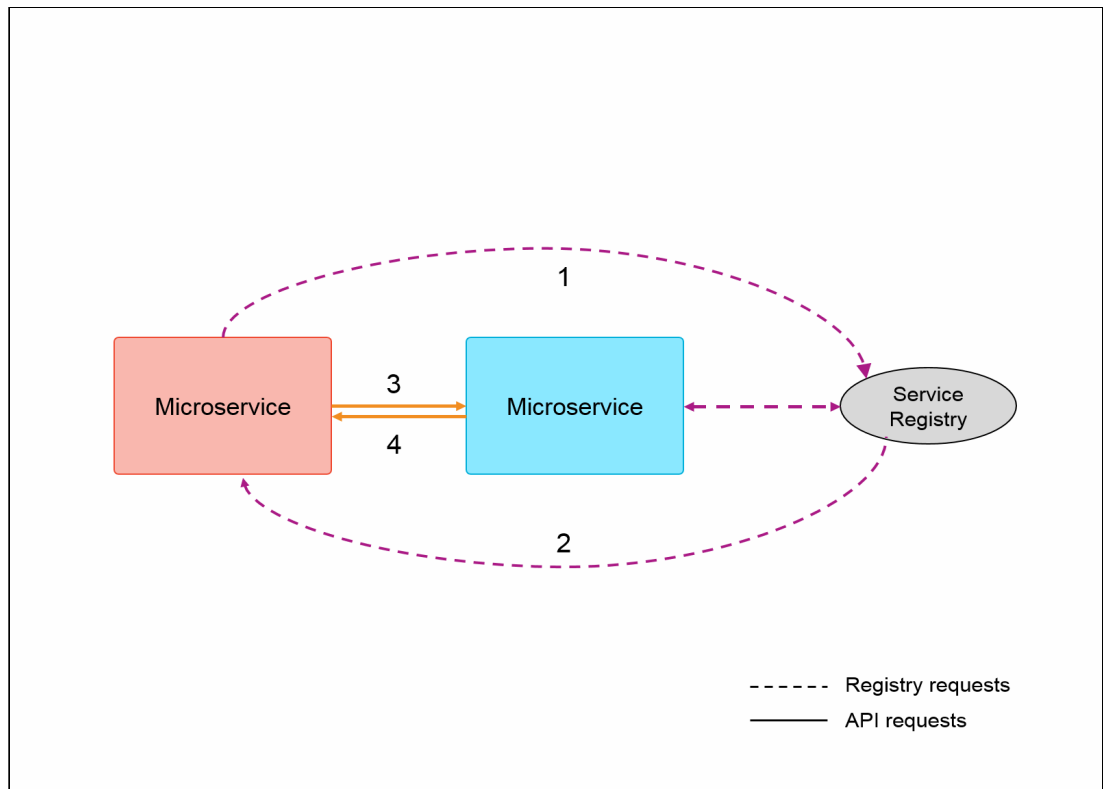 1
3
Microservice
Microservice
Service
Registry
4
2
Registry requests
API requests